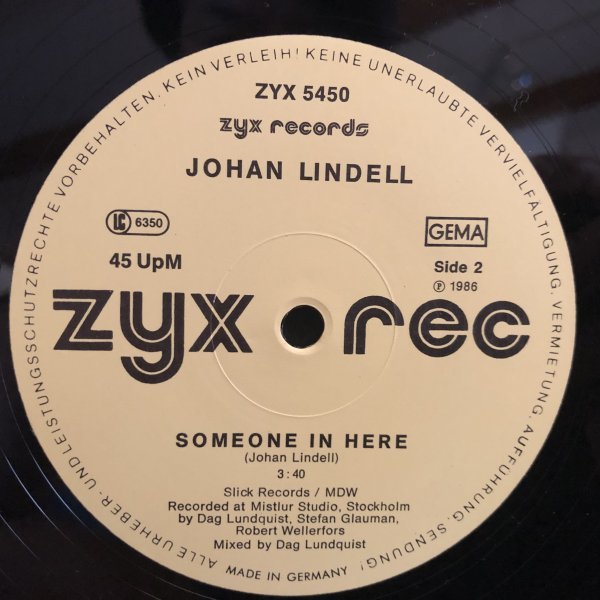 ALLE URHEBER- UND LEISTUNGSSCHUTZRECHTE VORBEHALTEN. KEIN VERLEIH! KEINE UNERLAUBTE VERVIELFÄLTIGUNG, VERMIETUNG, AUFFÜHRUNG, SENDUNG!
ZYX 5450
zyx records
JOHAN LINDELL
LC 6350
GEMA
45 UpM
Side 2
℗ 1986
zyx rec
SOMEONE IN HERE
(Johan Lindell)
3:40
Slick Records / MDW
Recorded at Mistlur Studio, Stockholm
by Dag Lundquist, Stefan Glauman,
Robert Wellerfors
Mixed by Dag Lundquist
MADE IN GERMANY